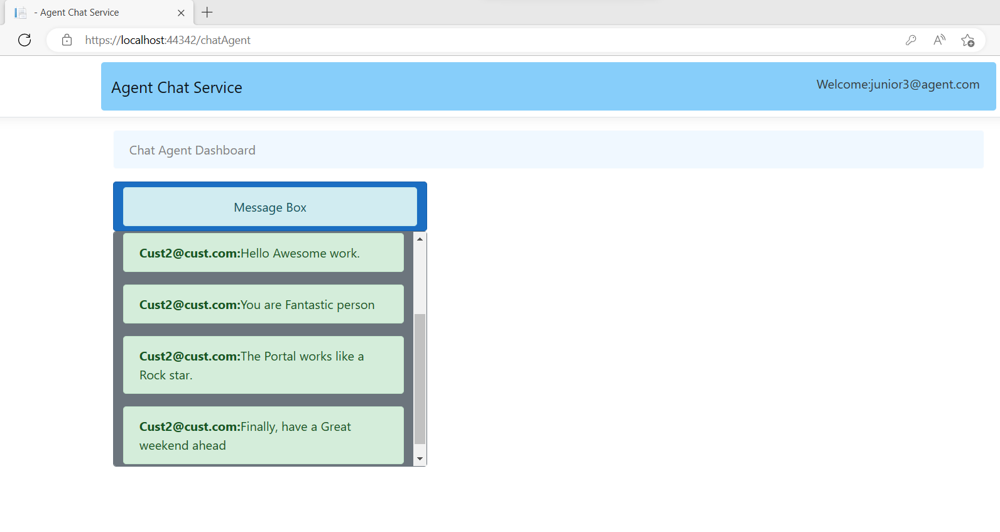 - Agent Chat Service
https://localhost:44342/chatAgent
Agent Chat Service
Welcome:junior3@agent.com
Chat Agent Dashboard
Message Box
Cust2@cust.com:Hello Awesome work.
Cust2@cust.com:You are Fantastic person
Cust2@cust.com:The Portal works like a
Rock star.
Cust2@cust.com:Finally, have a Great
weekend ahead